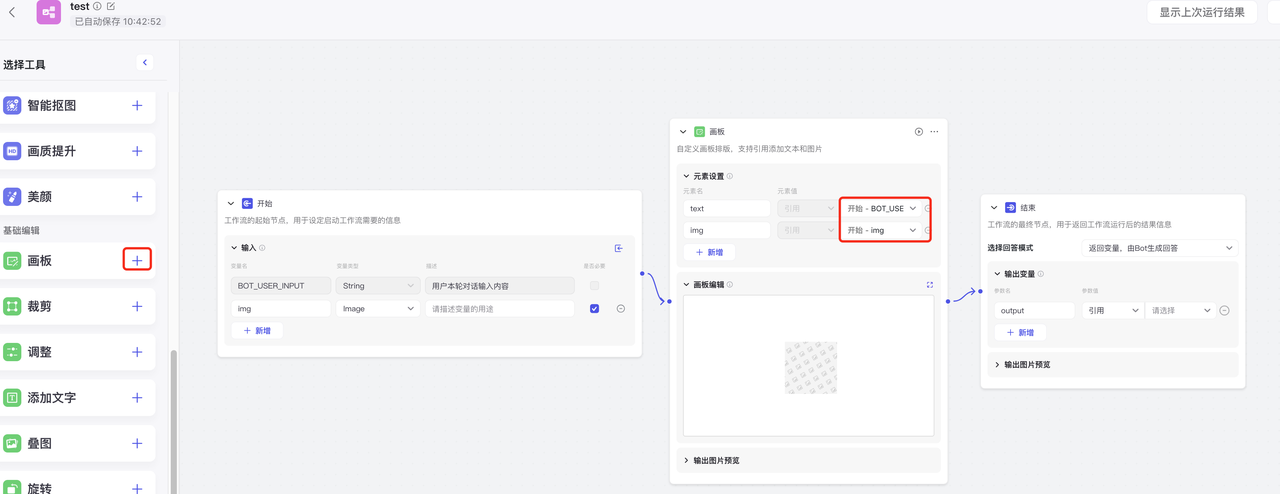 test
已自动保存 10:42:52
显示上次运行结果
选择工具
智能抠图
HD
画质提升
美颜
基础编辑
画板
裁剪
调整
添加文字
叠图
旋转
开始
工作流的起始节点，用于设定启动工作流需要的信息
输入
变量名 变量类型 描述 是否必要
BOT_USER_INPUT String 用户本轮对话输入内容
img Image 请描述变量的用途
新增
画板
自定义画板排版，支持引用添加文本和图片
元素设置
元素名 元素值
text 引用 开始 - BOT_USE
img 引用 开始 - img
新增
画板编辑
输出图片预览
结束
工作流的最终节点，用于返回工作流运行后的结果信息
选择回答模式 返回变量，由Bot生成回答
输出变量
参数名 参数值
output 引用 请选择
新增
输出图片预览